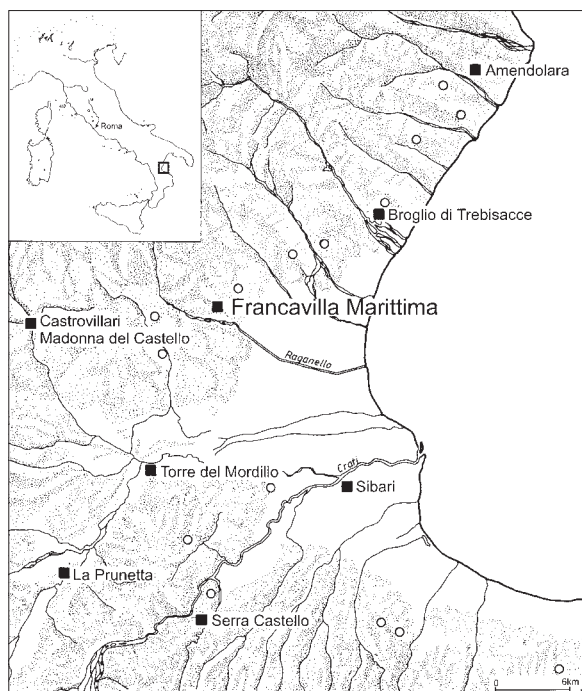 Roma
Amendolara
Broglio di Trebisacce
Francavilla Marittima
Castrovillari
Madonna del Castello
Raganello
Torre del Mordillo
Crati
Sibari
La Prunetta
Serra Castello
0 6km